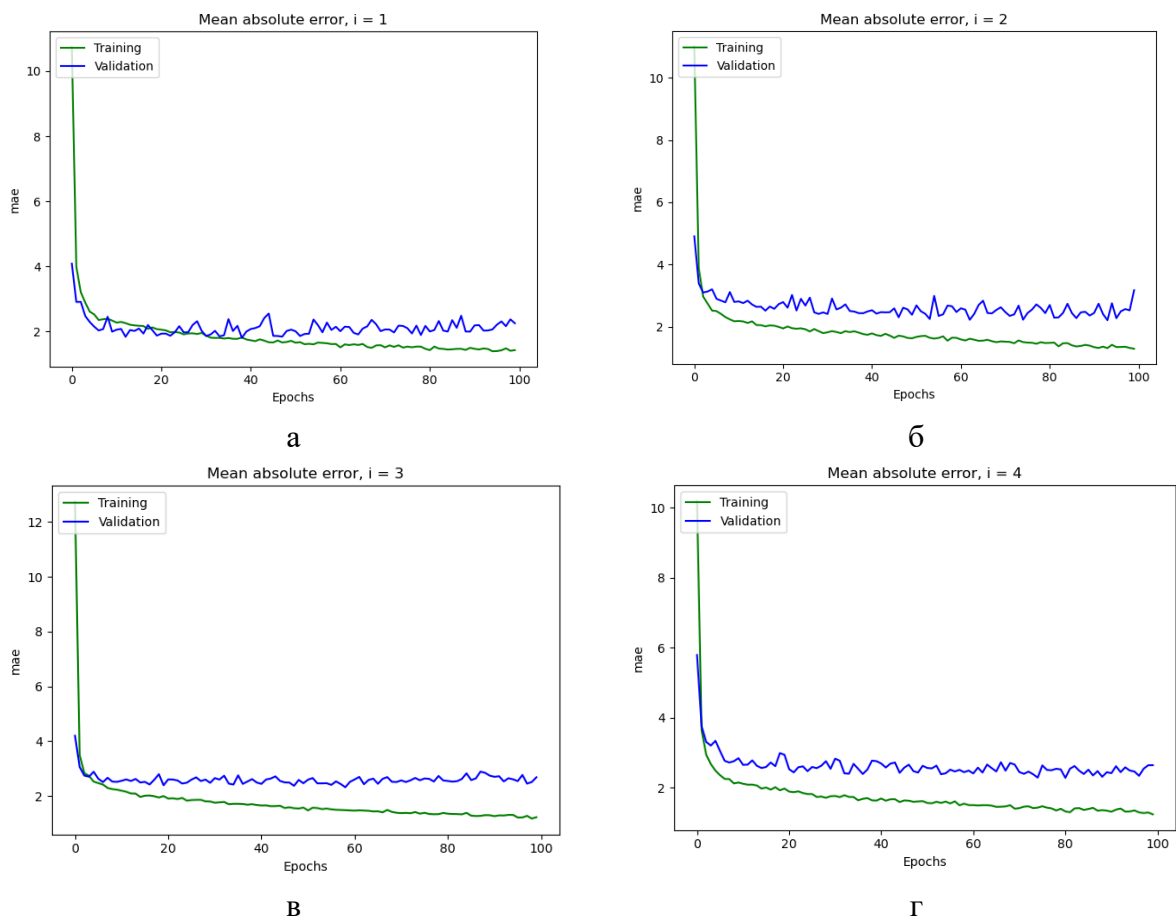 Mean absolute error, i = 1
Training
Validation
10
8
6
4
2
mae
0
20
40
60
80
100
Epochs
а
Mean absolute error, i = 2
Training
Validation
10
8
6
4
2
mae
0
20
40
60
80
100
Epochs
б
Mean absolute error, i = 3
Training
Validation
12
10
8
6
4
2
mae
0
20
40
60
80
100
Epochs
в
Mean absolute error, i = 4
Training
Validation
10
8
6
4
2
mae
0
20
40
60
80
100
Epochs
г